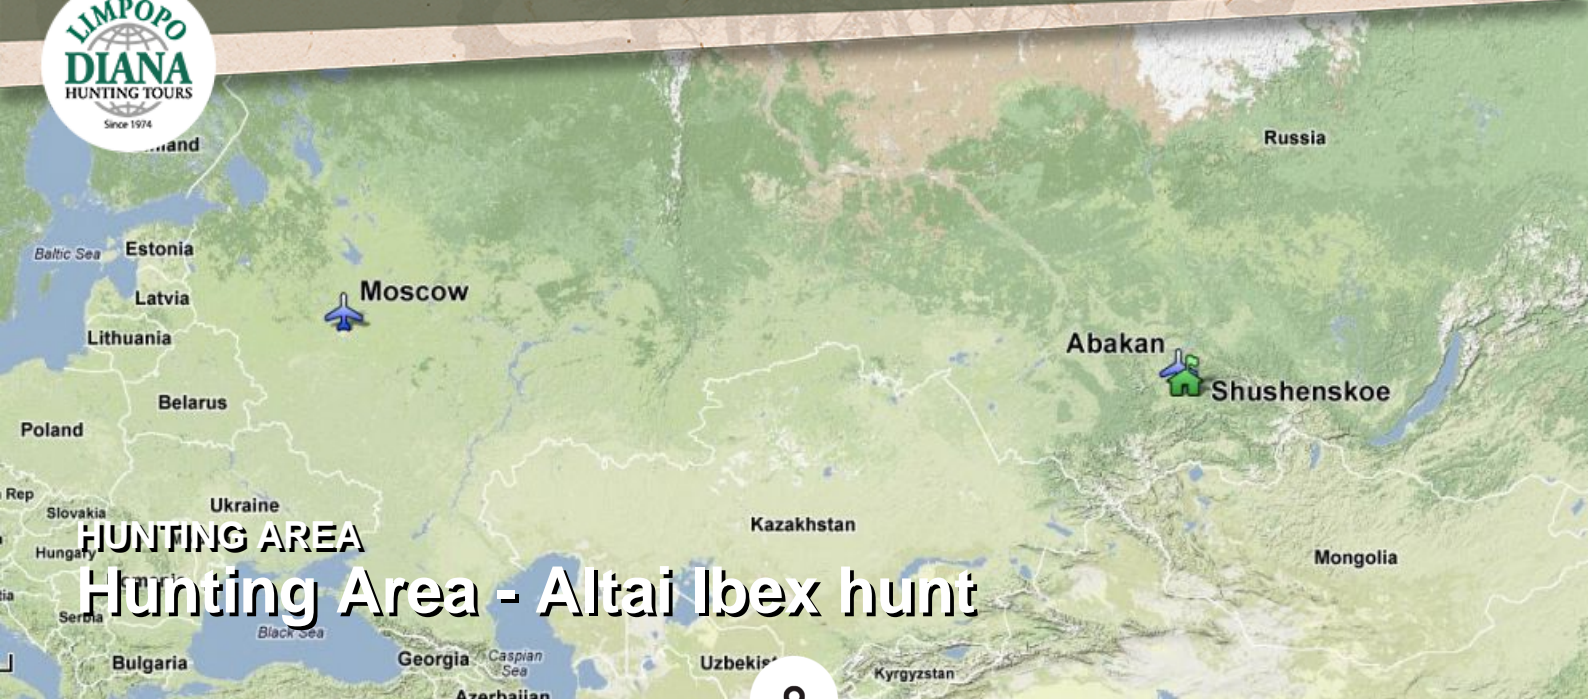 LIMPOPO
DIANA
HUNTING TOURS
Since 1974
Russia
Baltic Sea
Estonia
Moscow
Latvia
Lithuania
Abakan
Shushenskoe
Belarus
Poland
Rep
Ukraine
Slovakia
Kazakhstan
HUNTING AREA
Hungary
Mongolia
Hunting Area - Altai Ibex hunt
Serbia
Black Sea
Bulgaria
Georgia
Caspian
Sea
Kyrgyzstan
Azerbaijan